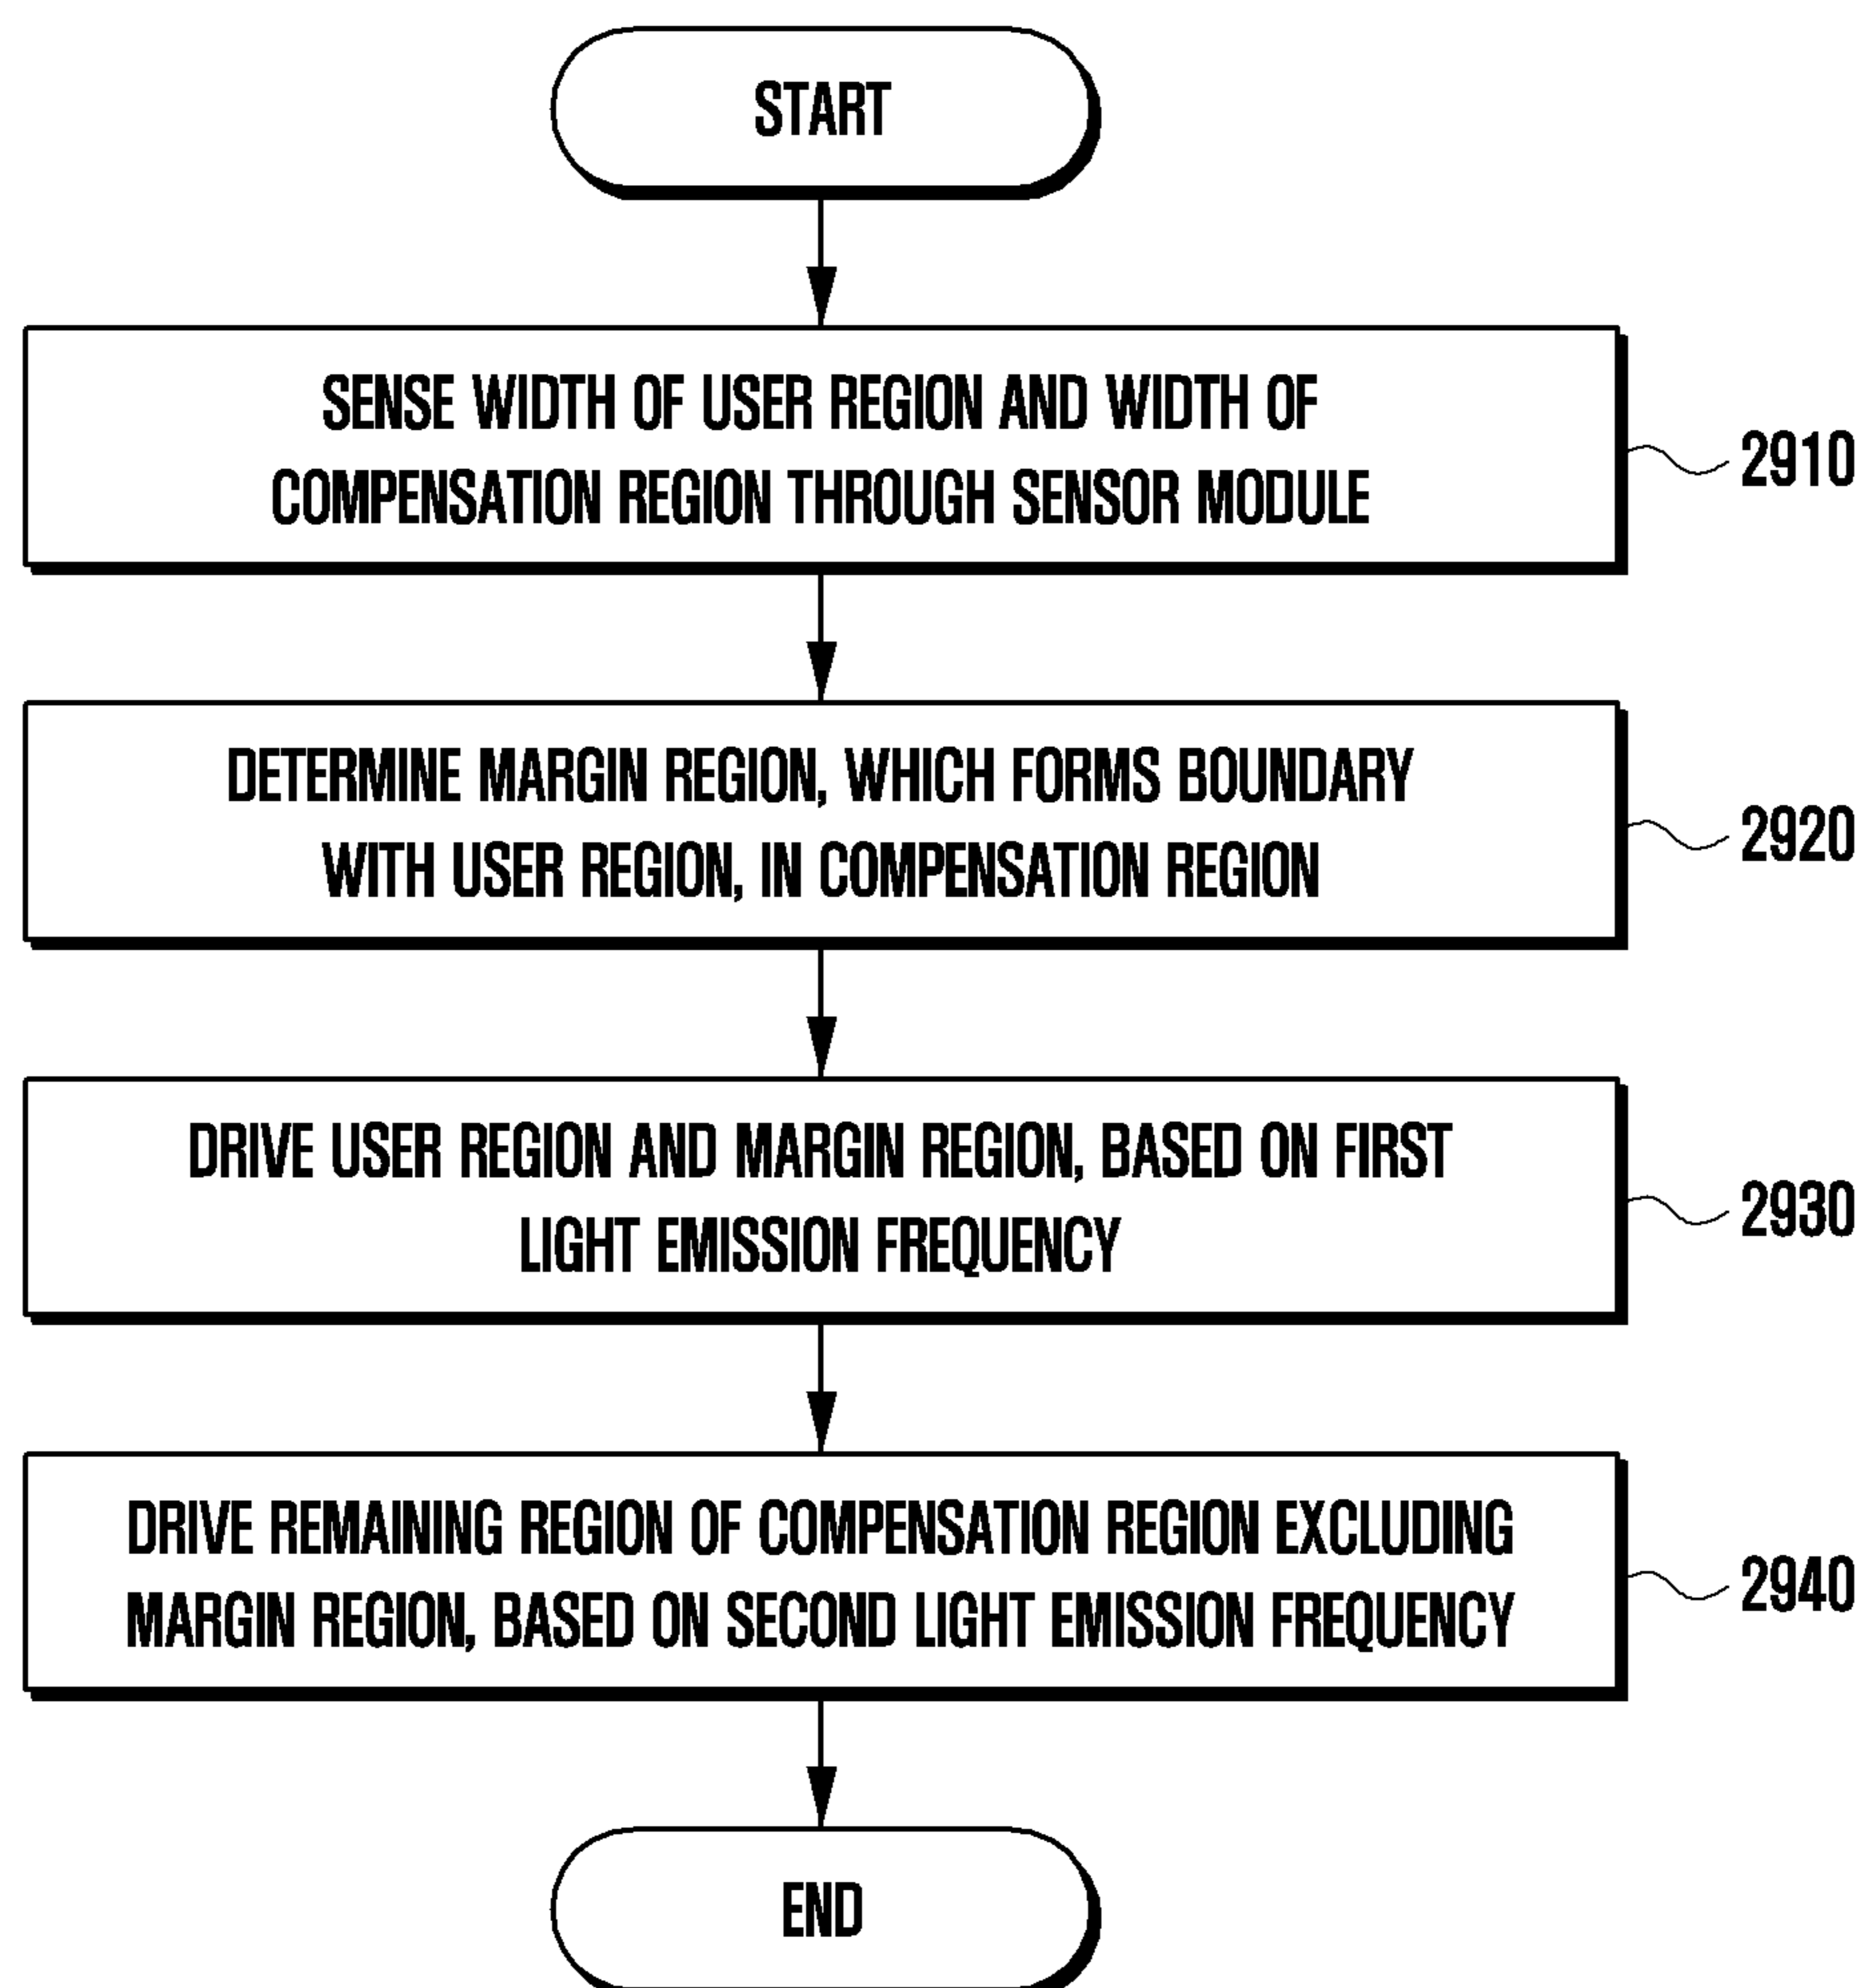 START
SENSE WIDTH OF USER REGION AND WIDTH OF
COMPENSATION REGION THROUGH SENSOR MODULE
2910
DETERMINE MARGIN REGION, WHICH FORMS BOUNDARY
WITH USER REGION, IN COMPENSATION REGION
2920
DRIVE USER REGION AND MARGIN REGION, BASED ON FIRST
LIGHT EMISSION FREQUENCY
2930
DRIVE REMAINING REGION OF COMPENSATION REGION EXCLUDING
MARGIN REGION, BASED ON SECOND LIGHT EMISSION FREQUENCY
2940
END